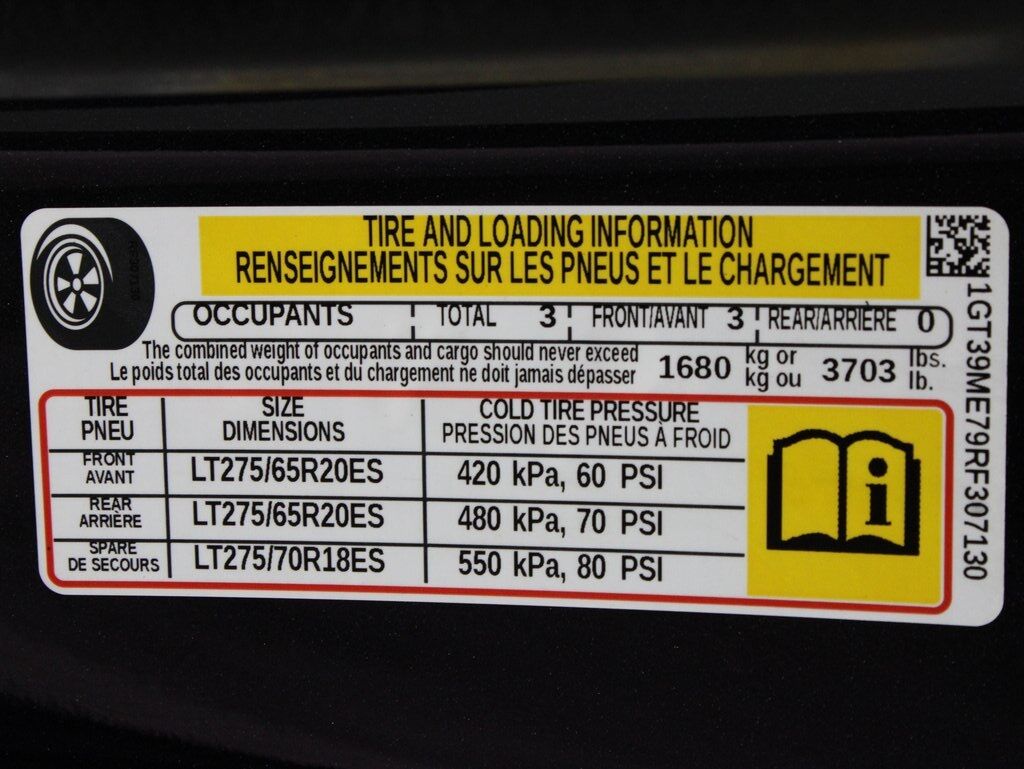 TIRE AND LOADING INFORMATION
RENSEIGNEMENTS SUR LES PNEUS ET LE CHARGEMENT
OCCUPANTS TOTAL 3 FRONT/AVANT 3 REAR/ARRIÈRE 0
The combined weight of occupants and cargo should never exceed 1680 kg or 3703 lbs.
Le poids total des occupants et du chargement ne doit jamais dépasser kg ou lb.
TIRE SIZE COLD TIRE PRESSURE
PNEU DIMENSIONS PRESSION DES PNEUS À FROID
FRONT
AVANT LT275/65R20ES 420 kPa, 60 PSI
REAR
ARRIÈRE LT275/65R20ES 480 kPa, 70 PSI
SPARE
DE SECOURS LT275/70R18ES 550 kPa, 80 PSI
i
1GT39ME79RF307130